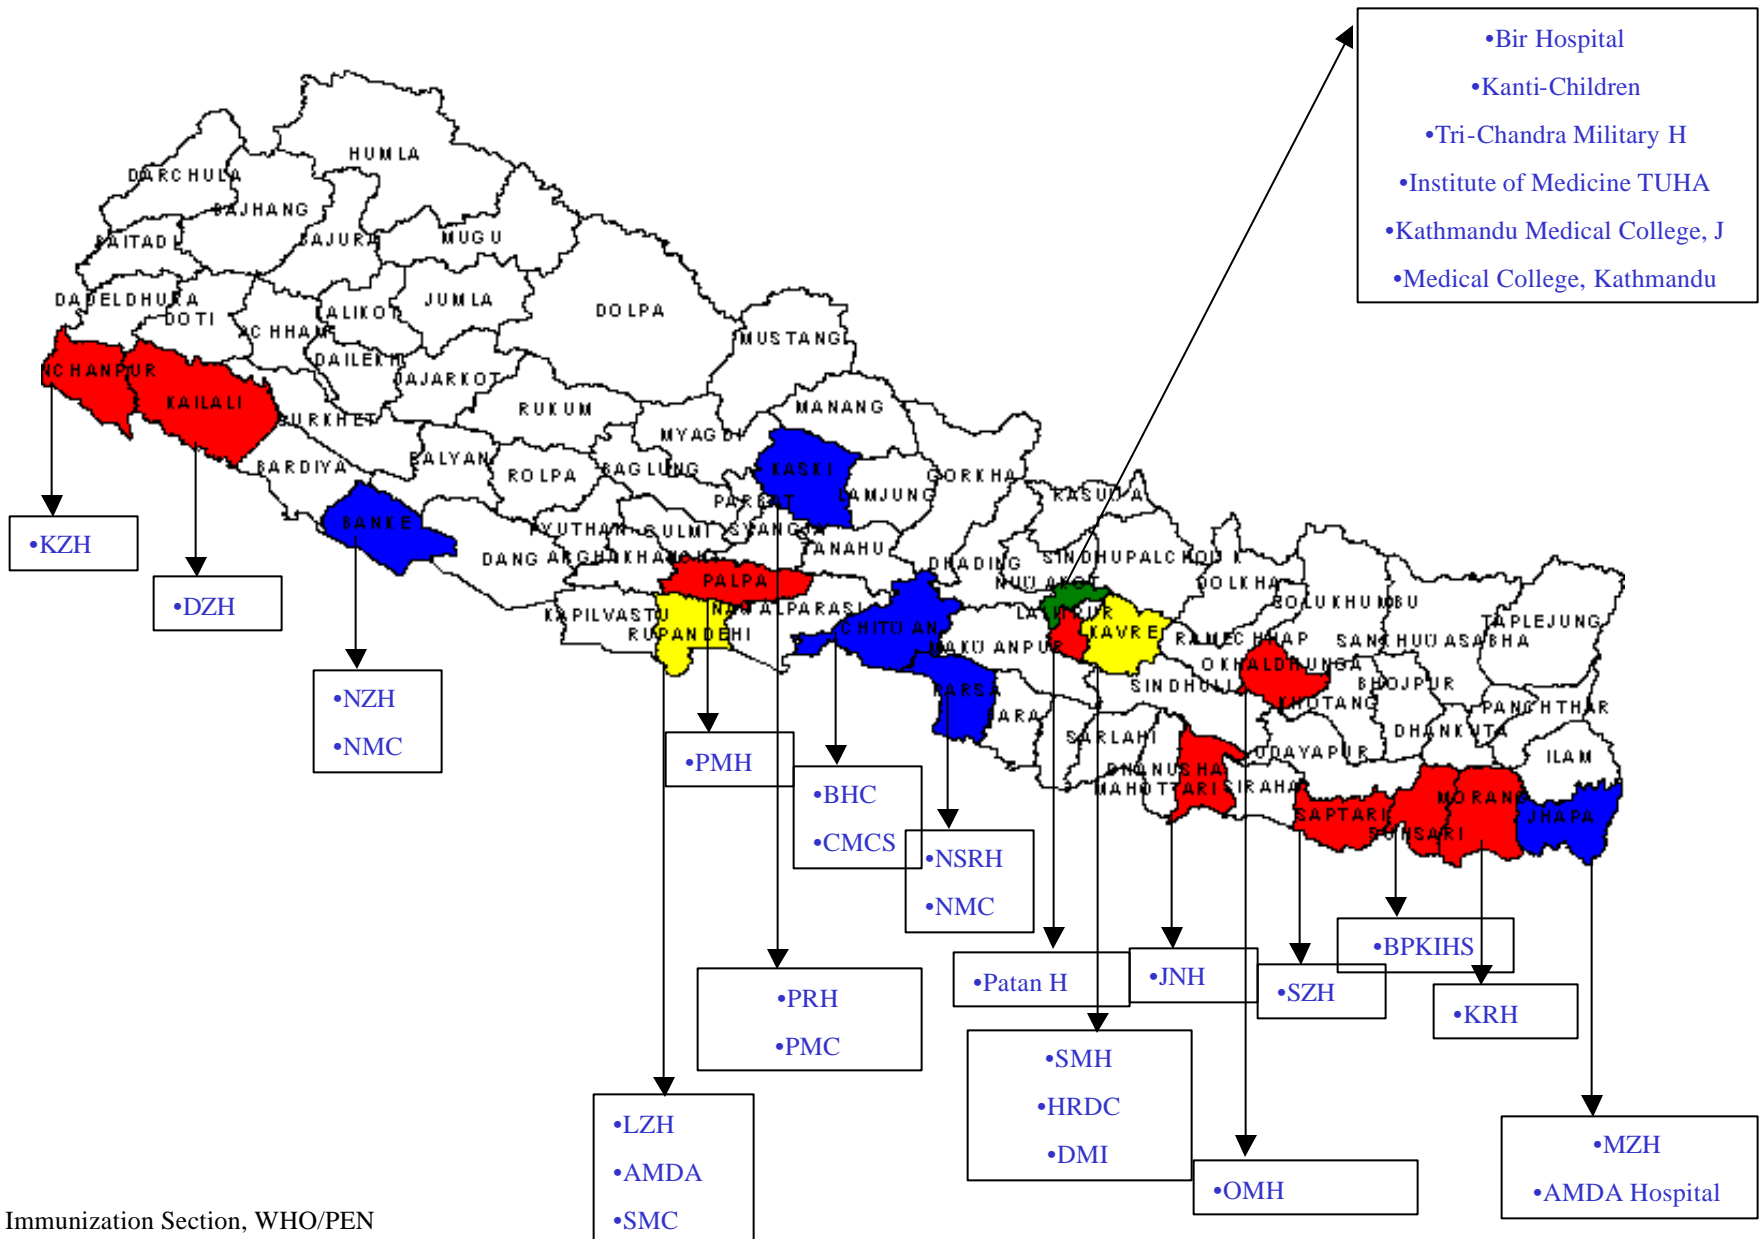 •Bir Hospital
•Kanti-Children
•Tri-Chandra Military H
•Institute of Medicine TUHA
•Kathmandu Medical College, J
•Medical College, Kathmandu
HUMLA
DARCHULA
BAJHANG
BAITADI
BAJURA
MUGU
DADELDHURA
DOTI
ACHHAM
KALIKOT
JUMLA
DOLPA
MUSTANG
DAILEKH
JAJARKOT
NCHANPUR
KAILALI
SURKHET
RUKUM
MANANG
MYAGDI
BARDIYA
SALYAN
ROLPA
BAGLUNG
KASKI
PARBAT
LAMJUNG
GORKHA
RASUWA
BANKE
PYUTHAN
GULMI
SYANGJA
TANAHU
DANG
ARGHAKHANCHI
DHADING
SINDHUPALCHOWK
NUWAKOT
DOLKHA
PALPA
KAPILVASTU
NAWALPARASI
RUPANDEHI
CHITWAN
LALITPUR
KAVRE
MAKWANPUR
RAMECHHAP
SOLUKHUMBU
SANKHUWASABHA
TAPLEJUNG
OKHALDHUNGA
SINDHULI
BHOJPUR
KHOTANG
PANCHTHAR
PARSA
BARA
SARLAHI
DHANUSHA
MAHOTTARI
SIRAHA
UDAYAPUR
DHANKUTA
ILAM
SAPTARI
SUNSARI
MORANG
JHAPA
•KZH
•DZH
•NZH
•NMC
•PMH
•BHC
•CMCS
•NSRH
•NMC
•PRH
•PMC
•Patan H
•JNH
•SZH
•BPKIHS
•KRH
•SMH
•HRDC
•DMI
•LZH
•AMDA
•SMC
•OMH
•MZH
•AMDA Hospital
Immunization Section, WHO/PEN